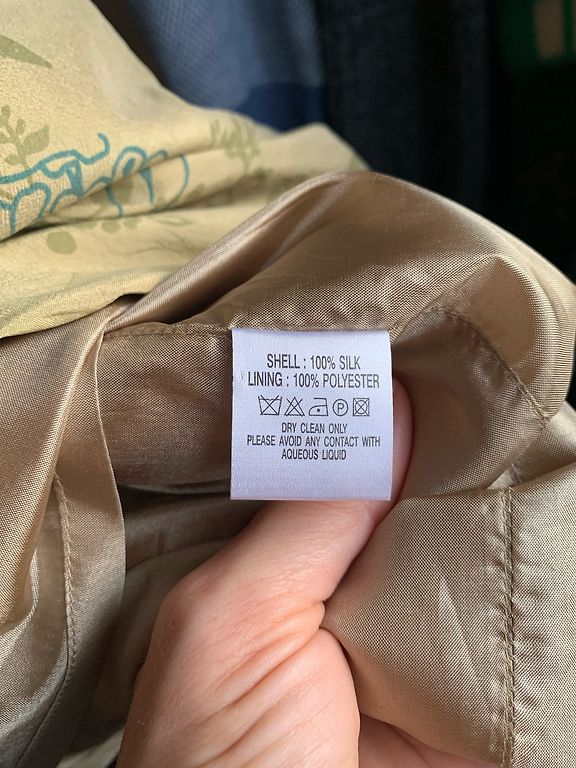 SHELL : 100% SILK
LINING : 100% POLYESTER
P
DRY CLEAN ONLY
PLEASE AVOID ANY CONTACT WITH
AQUEOUS LIQUID